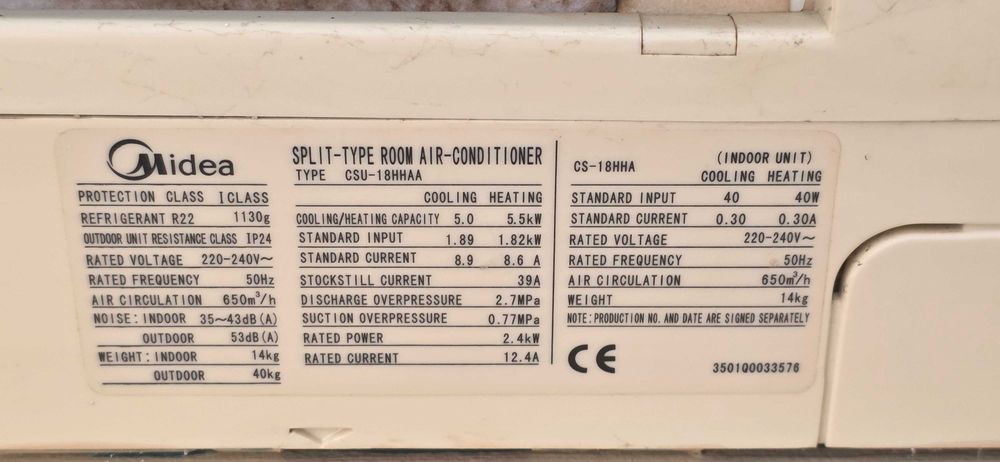 Midea
PROTECTION CLASS I CLASS
REFRIGERANT R22 1130g
OUTDOOR UNIT RESISTANCE CLASS IP24
RATED VOLTAGE 220-240V~
RATED FREQUENCY 50Hz
AIR CIRCULATION 650m³/h
NOISE: INDOOR 35~43dB(A)
OUTDOOR 53dB(A)
WEIGHT: INDOOR 14kg
OUTDOOR 40kg
SPLIT-TYPE ROOM AIR-CONDITIONER
TYPE CSU-18HHAA
COOLING HEATING
COOLING/HEATING CAPACITY 5.0 5.5kW
STANDARD INPUT 1.89 1.82kW
STANDARD CURRENT 8.9 8.6 A
STOCKSTILL CURRENT 39A
DISCHARGE OVERPRESSURE 2.7MPa
SUCTION OVERPRESSURE 0.77MPa
RATED POWER 2.4kW
RATED CURRENT 12.4A
CS-18HHA (INDOOR UNIT)
COOLING HEATING
STANDARD INPUT 40 40W
STANDARD CURRENT 0.30 0.30A
RATED VOLTAGE 220-240V~
RATED FREQUENCY 50Hz
AIR CIRCULATION 650m³/h
WEIGHT 14kg
NOTE: PRODUCTION NO. AND DATE ARE SIGNED SEPARATELY
CE
3501Q0033576